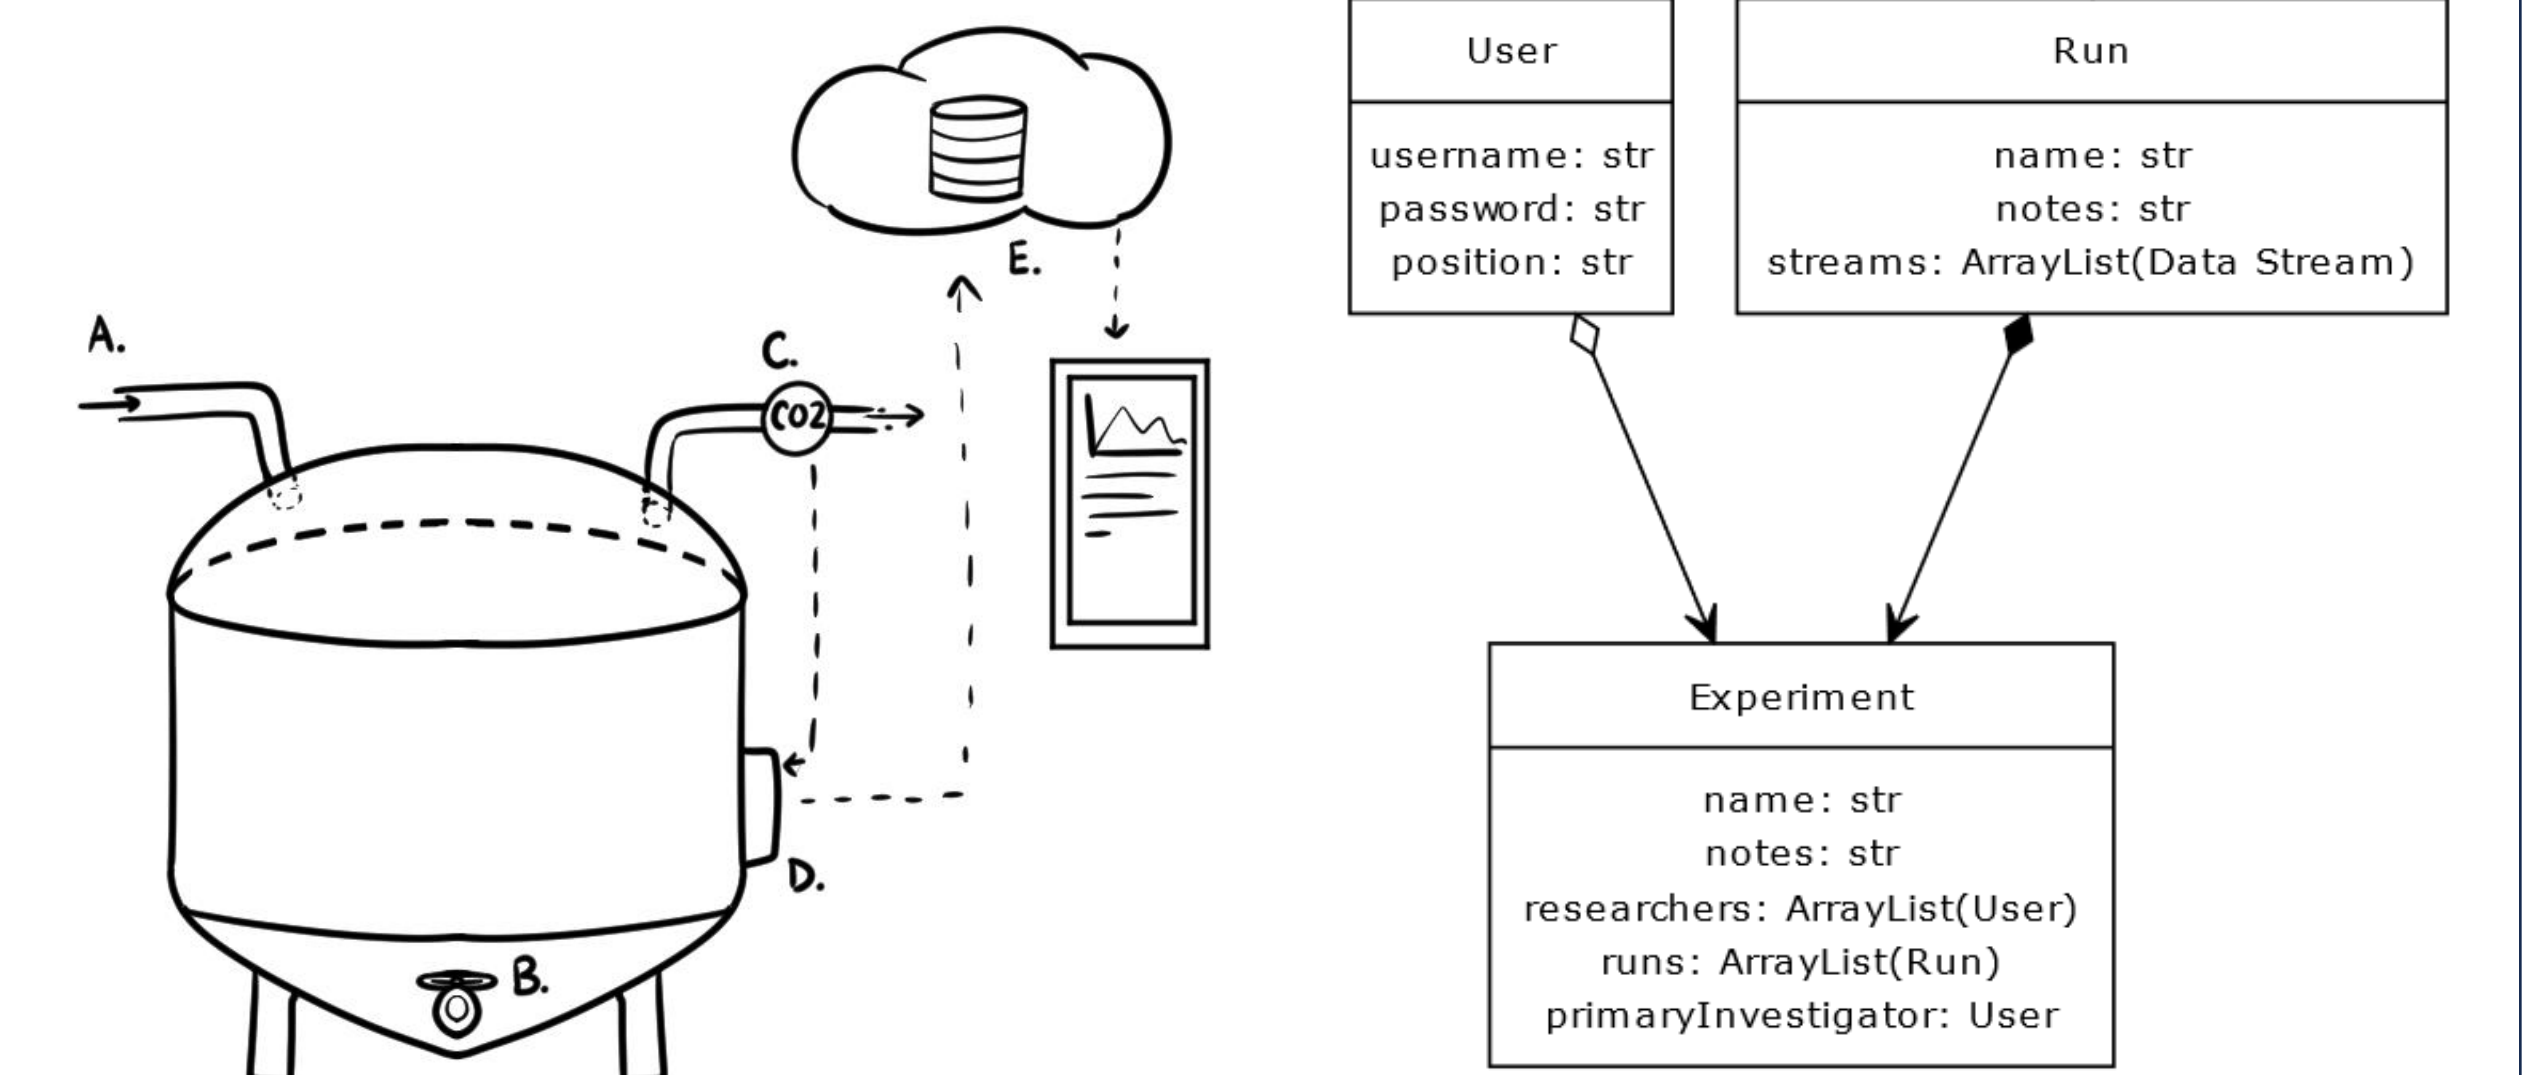 A.
B.
C.
CO2
D.
E.
User
username: str
password: str
position: str
Run
name: str
notes: str
streams: ArrayList(Data Stream)
Experiment
name: str
notes: str
researchers: ArrayList(User)
runs: ArrayList(Run)
primaryInvestigator: User